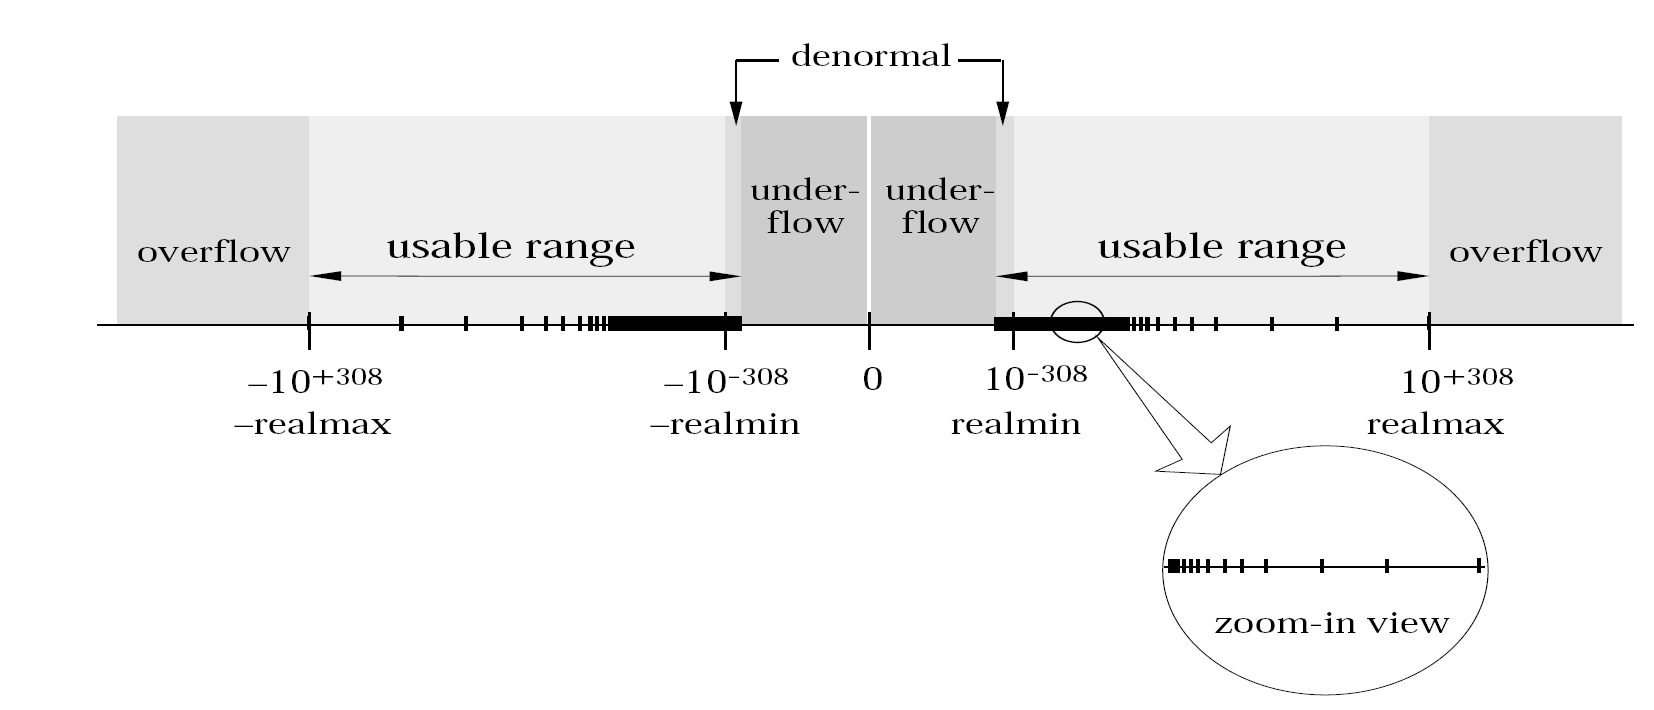 denormal
under-
flow
under-
flow
overflow
usable range
usable range
overflow
–10+308
–10-308
0
10-308
10+308
–realmax
–realmin
realmin
realmax
zoom-in view